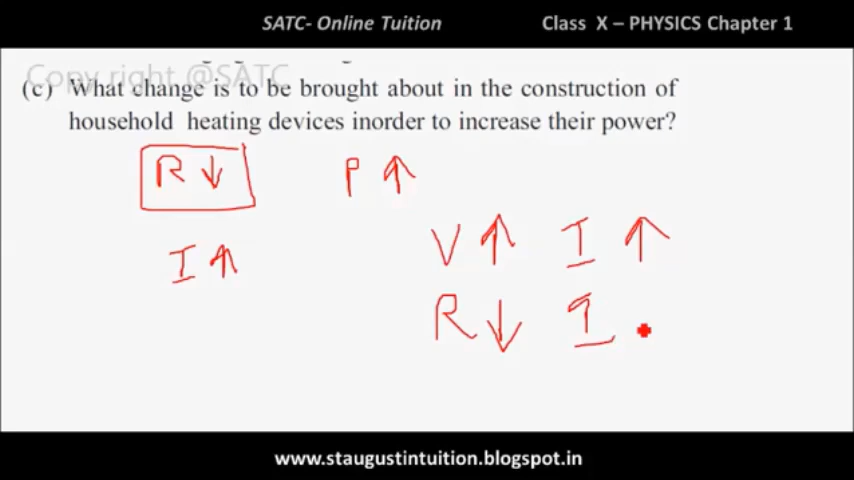 SATC- Online Tuition Class X – PHYSICS Chapter 1
Copy right @SATC
(c) What change is to be brought about in the construction of
household heating devices inorder to increase their power?
R ↓ P ↑
V ↑ I ↑
I ↑
R ↓ I
www.staugustintuition.blogspot.in